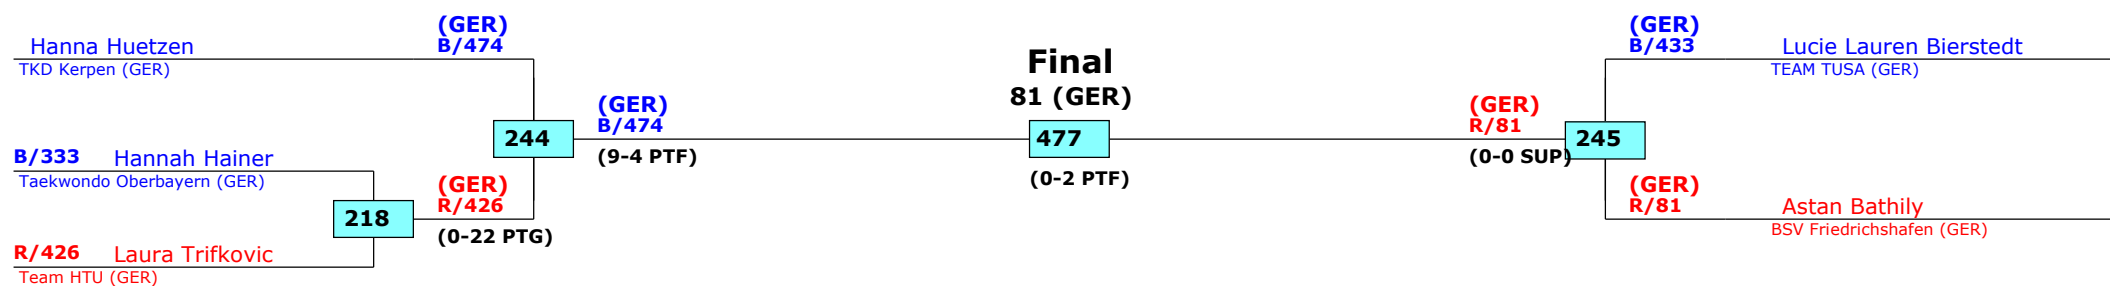 (GER)
B/474
Hanna Huetzen
TKD Kerpen (GER)
B/333 Hannah Hainer
Taekwondo Oberbayern (GER)
R/426 Laura Trifkovic
Team HTU (GER)
218
(GER)
R/426
(0-22 PTG)
244
(GER)
B/474
(9-4 PTF)
Final
81 (GER)
477
(0-2 PTF)
(GER)
R/81
(0-0 SUP)
245
(GER)
B/433
Lucie Lauren Bierstedt
TEAM TUSA (GER)
(GER)
R/81
Astan Bathily
BSV Friedrichshafen (GER)